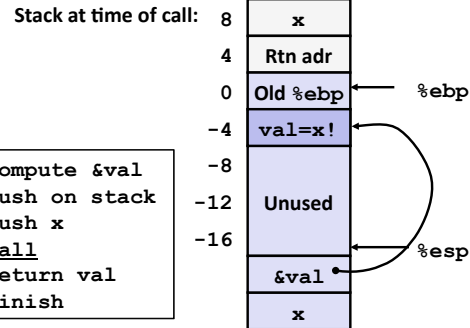 Stack at time of call:
8 x
4 Rtn adr
0 Old %ebp %ebp
-4 val=x!
-8
-12 Unused
-16
%esp
&val
x
ompute &val
ush on stack
ush x
all
eturn val
inish